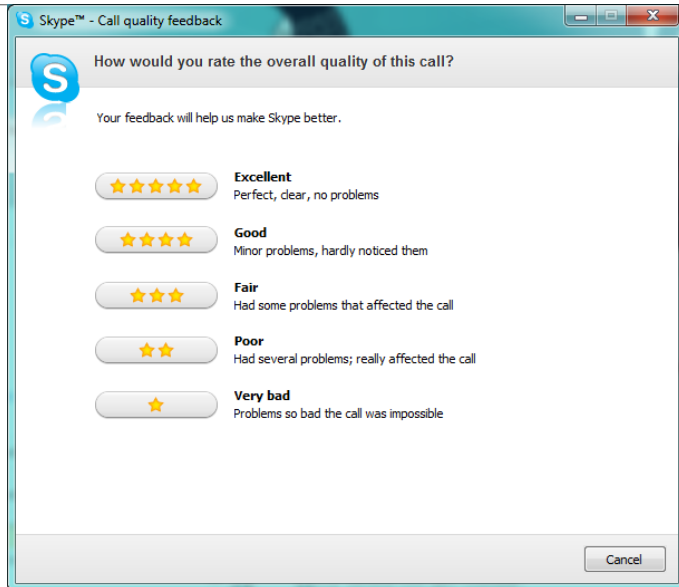 Skype™ - Call quality feedback
How would you rate the overall quality of this call?
Your feedback will help us make Skype better.
Excellent
Perfect, clear, no problems
Good
Minor problems, hardly noticed them
Fair
Had some problems that affected the call
Poor
Had several problems; really affected the call
Very bad
Problems so bad the call was impossible
Cancel